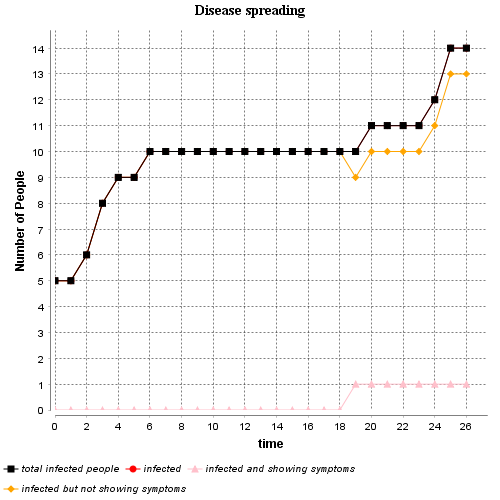 Disease spreading
14
13
12
11
10
9
8
7
6
5
4
3
2
1
0
Number of People
0 2 4 6 8 10 12 14 16 18 20 22 24 26
time
total infected people infected infected and showing symptoms
infected but not showing symptoms